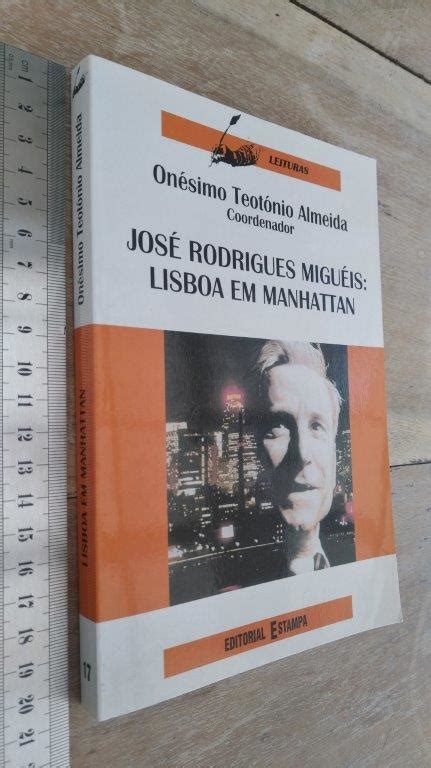 LEITURAS
Onésimo Teotónio Almeida
Coordenador
JOSÉ RODRIGUES MIGUÉIS:
LISBOA EM MANHATTAN
EDITORIAL ESTAMPA
Onésimo Teotónio Almeida
LISBOA EM MANHATTAN
17
1
2
3
4
5
6
7
8
9
10
11
12
13
14
15
16
17
18
19
20
21